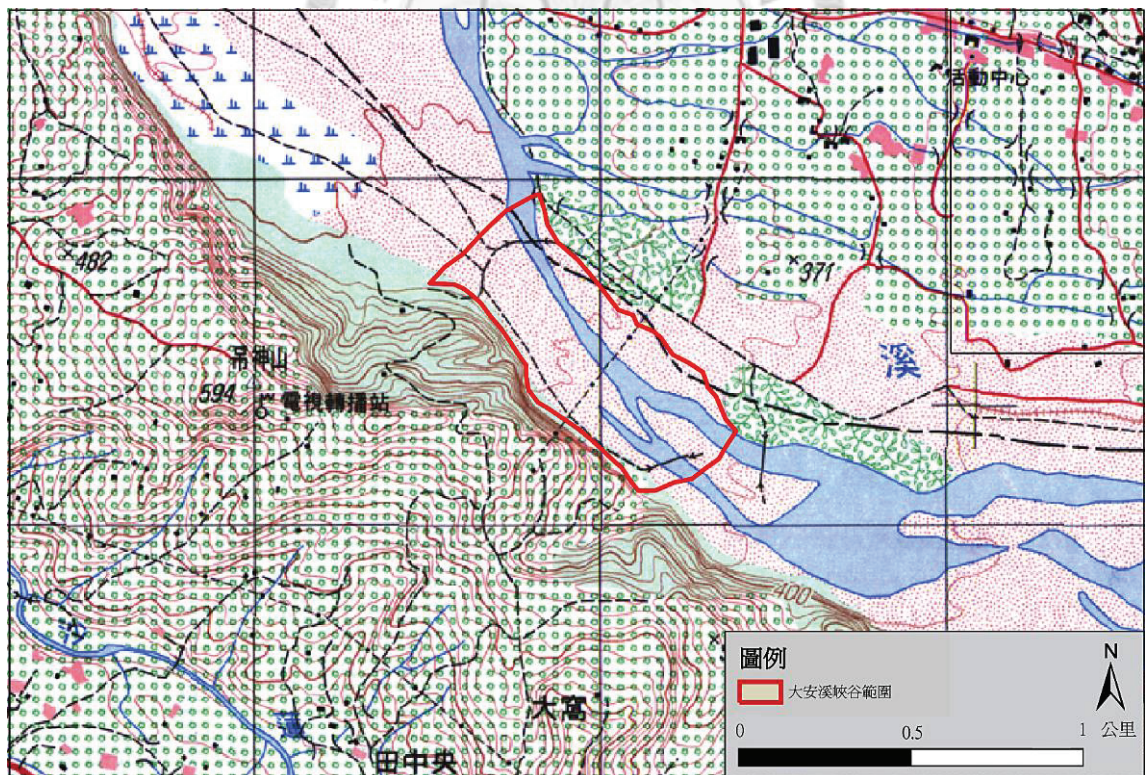 活動中心
482
371
溪
吊神山
594
電視轉播站
400
大窩
田中央
圖例
大安溪峽谷範圍
N
0 0.5 1 公里